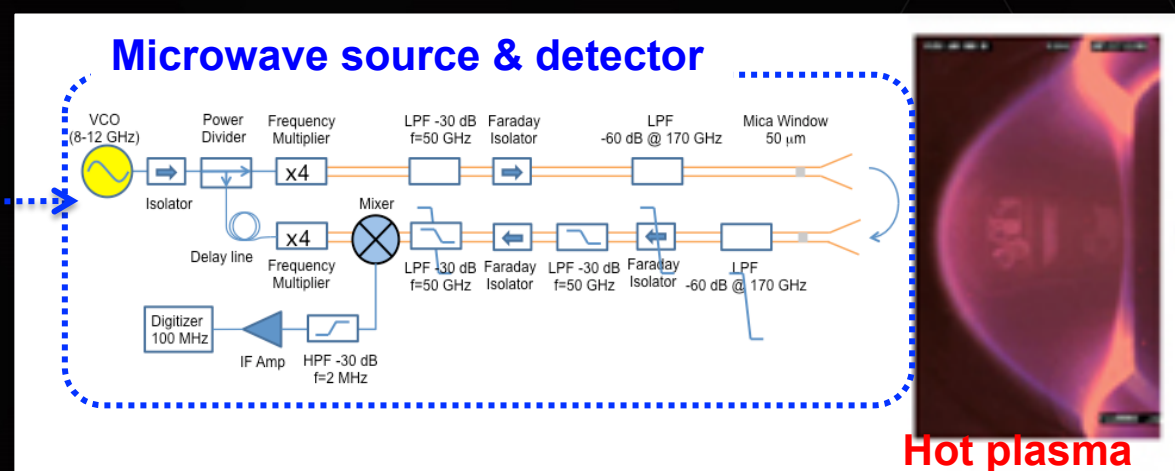 Microwave source & detector
VCO
(8-12 GHz)
Power
Divider
Frequency
Multiplier
LPF -30 dB
f=50 GHz
Faraday
Isolator
LPF
-60 dB @ 170 GHz
Mica Window
50 μm
x4
Isolator
Mixer
x4
Delay line
Frequency
Multiplier
LPF -30 dB
f=50 GHz
Faraday
Isolator
LPF -30 dB
f=50 GHz
Faraday
Isolator
LPF
-60 dB @ 170 GHz
Digitizer
100 MHz
IF Amp
HPF -30 dB
f=2 MHz
Hot plasma